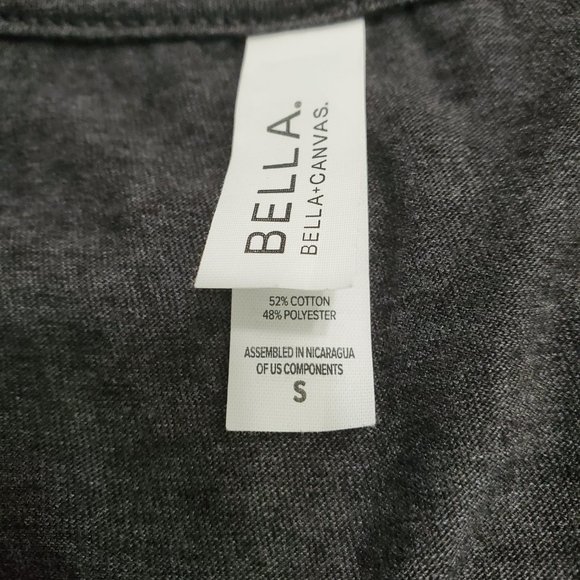 BELLA.
BELLA+CANVAS.
52% COTTON
48% POLYESTER
ASSEMBLED IN NICARAGUA
OF US COMPONENTS
S